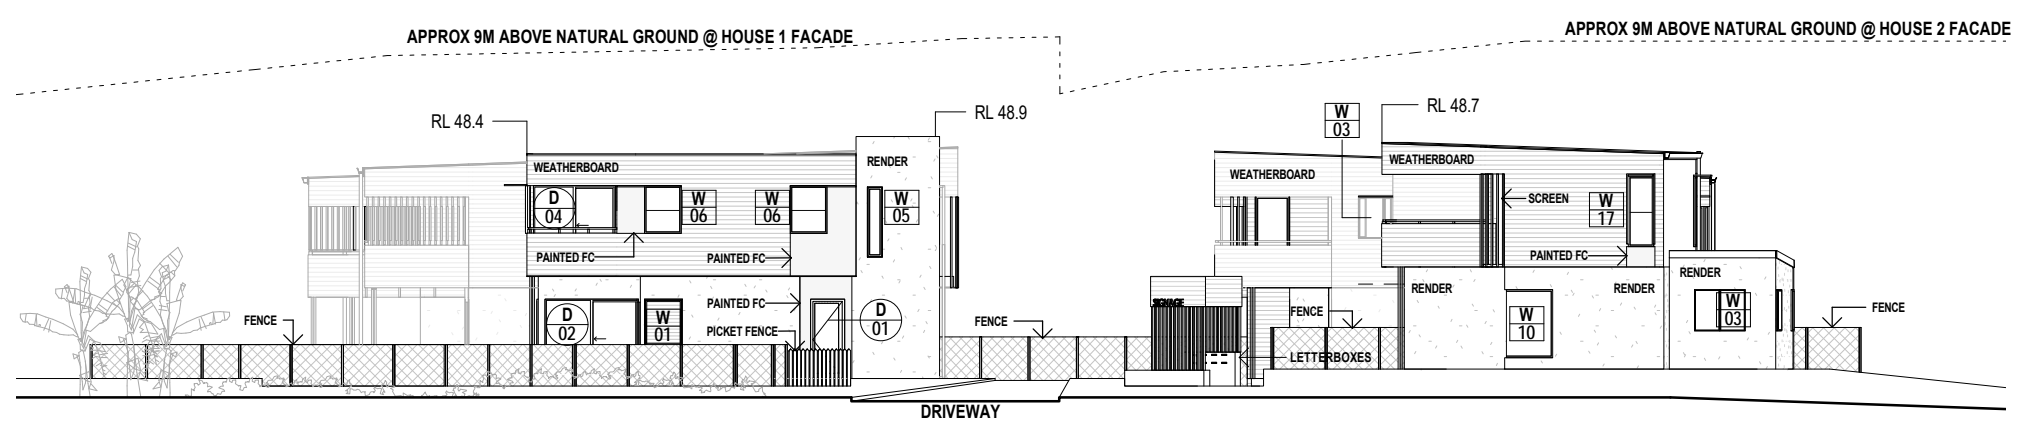 APPROX 9M ABOVE NATURAL GROUND @ HOUSE 1 FACADE
APPROX 9M ABOVE NATURAL GROUND @ HOUSE 2 FACADE
RL 48.4
RL 48.9
W
03
RL 48.7
WEATHERBOARD
RENDER
WEATHERBOARD
WEATHERBOARD
D
04
W
06
W
06
W
05
SCREEN
W
17
PAINTED FC
PAINTED FC
PAINTED FC
RENDER
RENDER
RENDER
PAINTED FC
SIGNAGE
D
02
W
01
D
01
PICKET FENCE
FENCE
FENCE
FENCE
W
10
W
03
FENCE
LETTERBOXES
DRIVEWAY